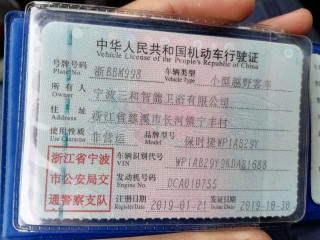 中华人民共和国机动车行驶证
Vehicle License of the People's Republic of China
号牌号码 浙BBM998 车辆类型 小型越野客车
Plate No. Vehicle Type
所有人 宁波三和智能卫浴有限公司
Owner
住址 浙江省慈溪市长河镇宁丰村
Address
使用性质 非营运 品牌型号 保时捷WP1AB29Y
Use Character Model
浙江省宁波
市公安局交
通警察支队
车辆识别代号 WP1AB29Y9KDA81688
VIN
发动机号码 DCA010755
Engine No.
注册日期 2019-01-21 发证日期 2019-10-30
Register Date Issue Date